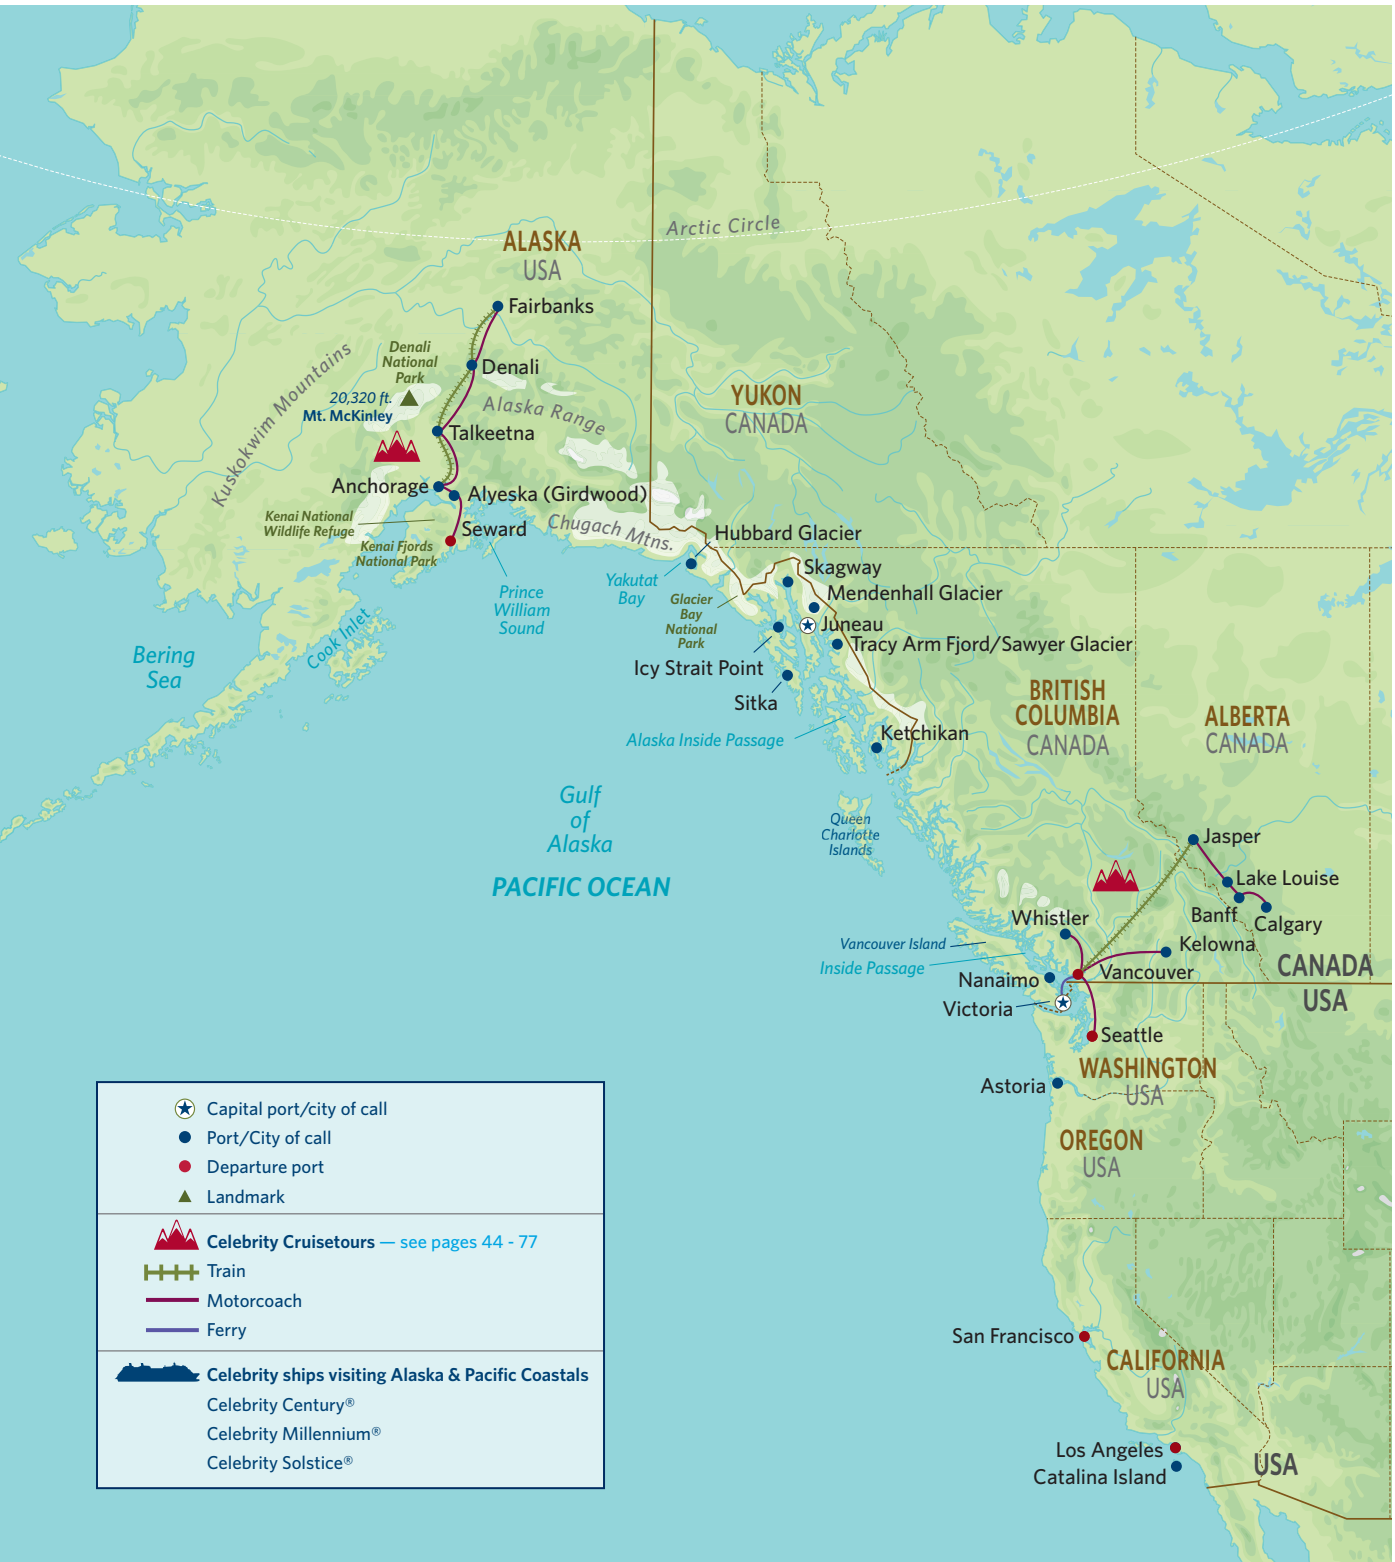 Arctic Circle
ALASKA
USA
Fairbanks
Denali
National
Park
Denali
20,320 ft.
Mt. McKinley
Kuskokwim Mountains
Alaska Range
Talkeetna
YUKON
CANADA
Anchorage
Alyeska (Girdwood)
Kenai National
Wildlife Refuge
Seward
Kenai Fjords
National Park
Chugach Mtns.
Hubbard Glacier
Skagway
Yakutat
Bay
Prince
William
Sound
Glacier
Bay
National
Park
Mendenhall Glacier
Juneau
Tracy Arm Fjord/Sawyer Glacier
Cook Inlet
Bering
Sea
Icy Strait Point
Sitka
BRITISH
COLUMBIA
CANADA
ALBERTA
CANADA
Alaska Inside Passage
Ketchikan
Gulf
of
Alaska
PACIFIC OCEAN
Queen
Charlotte
Islands
Jasper
Lake Louise
Banff
Calgary
Whistler
Vancouver Island
Inside Passage
Kelowna
Nanaimo
Vancouver
CANADA
USA
Victoria
Seattle
WASHINGTON
USA
Astoria
OREGON
USA
San Francisco
CALIFORNIA
USA
Los Angeles
Catalina Island
USA
Capital port/city of call
Port/City of call
Departure port
Landmark
Celebrity Cruisetours — see pages 44 - 77
Train
Motorcoach
Ferry
Celebrity ships visiting Alaska & Pacific Coastals
Celebrity Century®
Celebrity Millennium®
Celebrity Solstice®